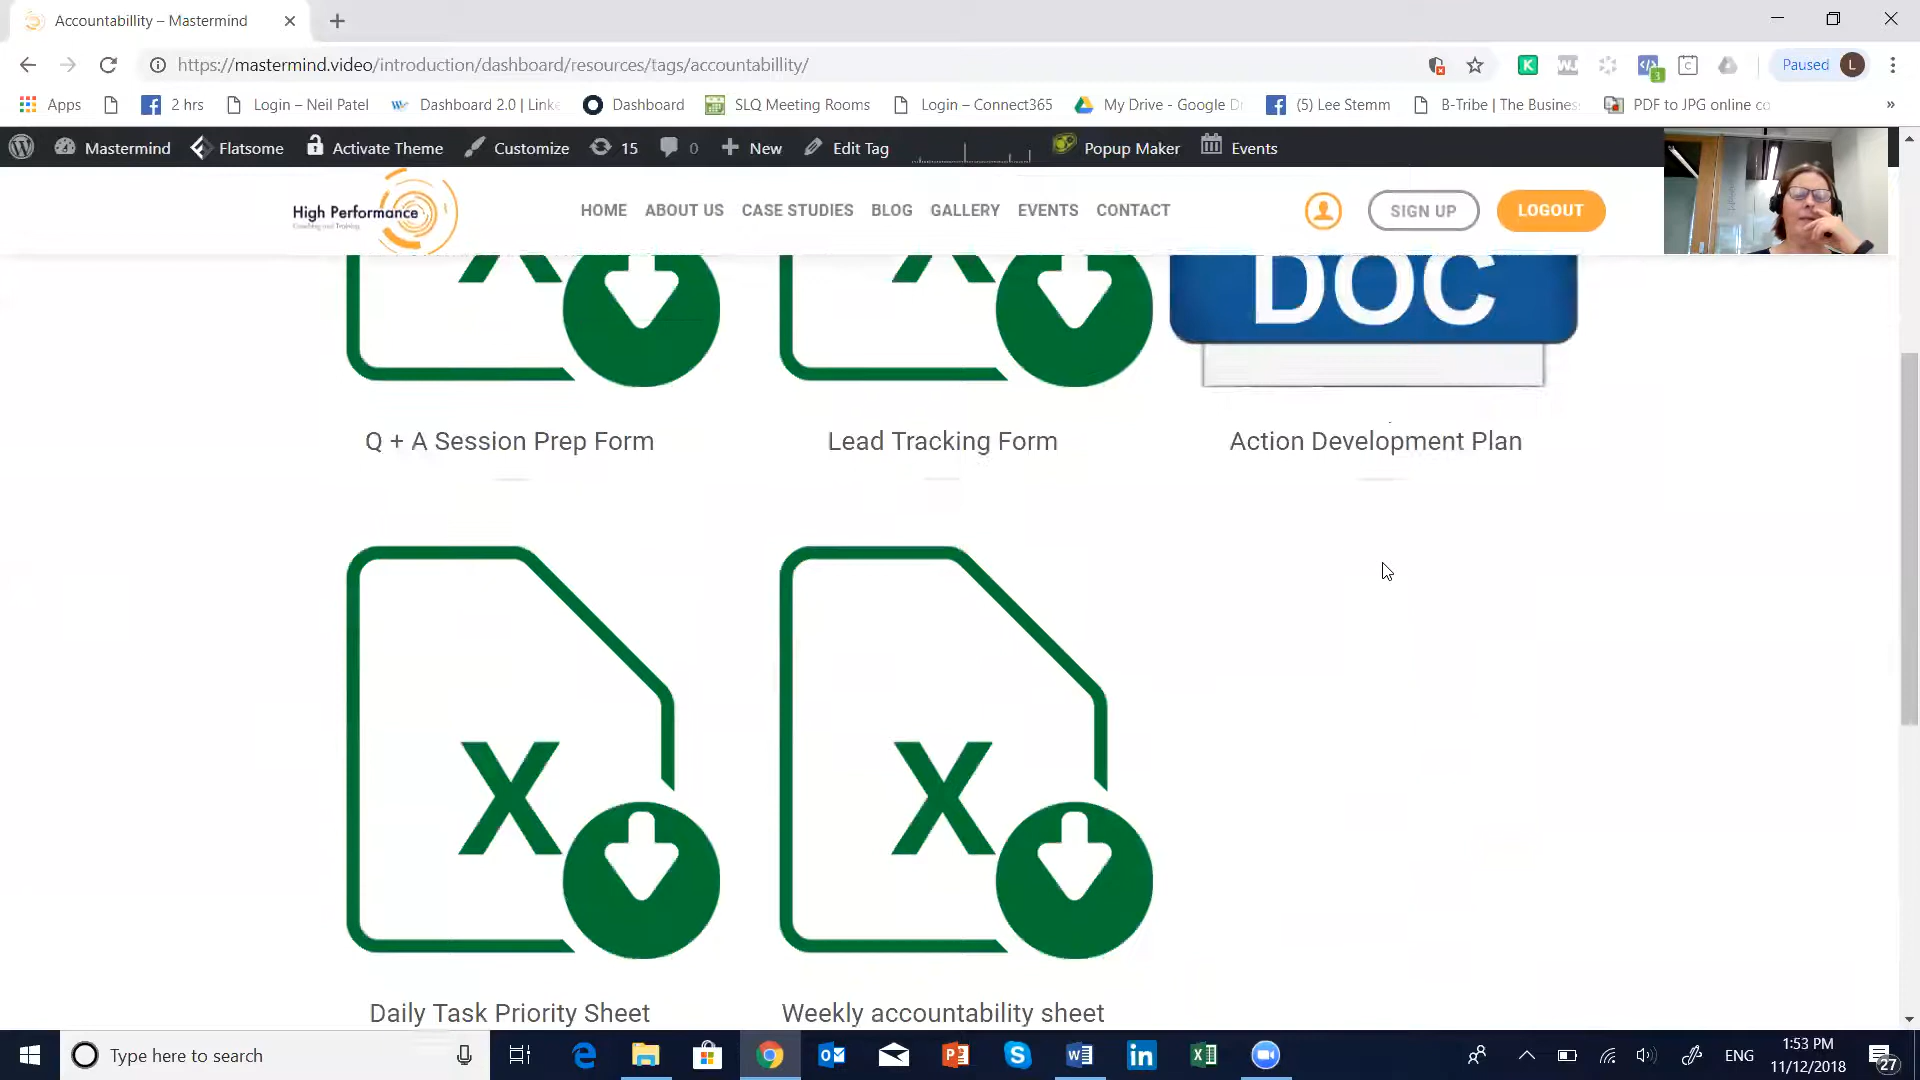 Accountabillity – Mastermind
https://mastermind.video/introduction/dashboard/resources/tags/accountabillity/
Paused L
Apps
2 hrs
Login – Neil Patel
Dashboard 2.0 | Linke
Dashboard
SLQ Meeting Rooms
Login – Connect365
My Drive - Google Dr
(5) Lee Stemm
B-Tribe | The Busines
PDF to JPG online co
»
Mastermind
Flatsome
Activate Theme
Customize
15
0
New
Edit Tag
Popup Maker
Events
High Performance
Coaching and Training
HOME
ABOUT US
CASE STUDIES
BLOG
GALLERY
EVENTS
CONTACT
SIGN UP
LOGOUT
X
X
DOC
Q + A Session Prep Form
Lead Tracking Form
Action Development Plan
X
X
Daily Task Priority Sheet
Weekly accountability sheet
Type here to search
ENG
1:53 PM
11/12/2018
27